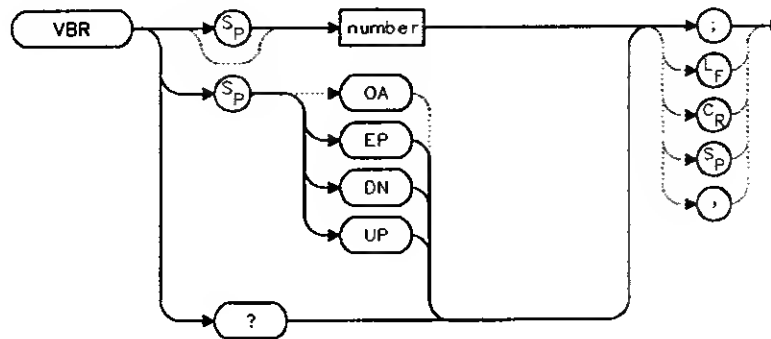 VBR
SP
number
;
SP
OA
LF
EP
CR
DN
SP
UP
,
?